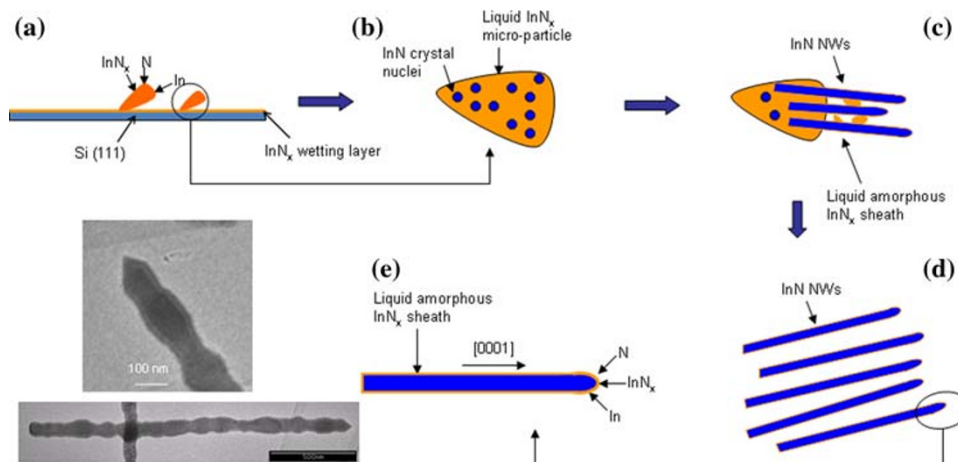 (a)
InNₓ
N
In
Si (111)
InNₓ wetting layer
(b)
Liquid InNₓ
micro-particle
InN crystal
nuclei
(c)
InN NWs
Liquid amorphous
InNₓ sheath
(d)
InN NWs
(e)
Liquid amorphous
InNₓ sheath
[0001]
N
InNₓ
In
100 nm
500nm